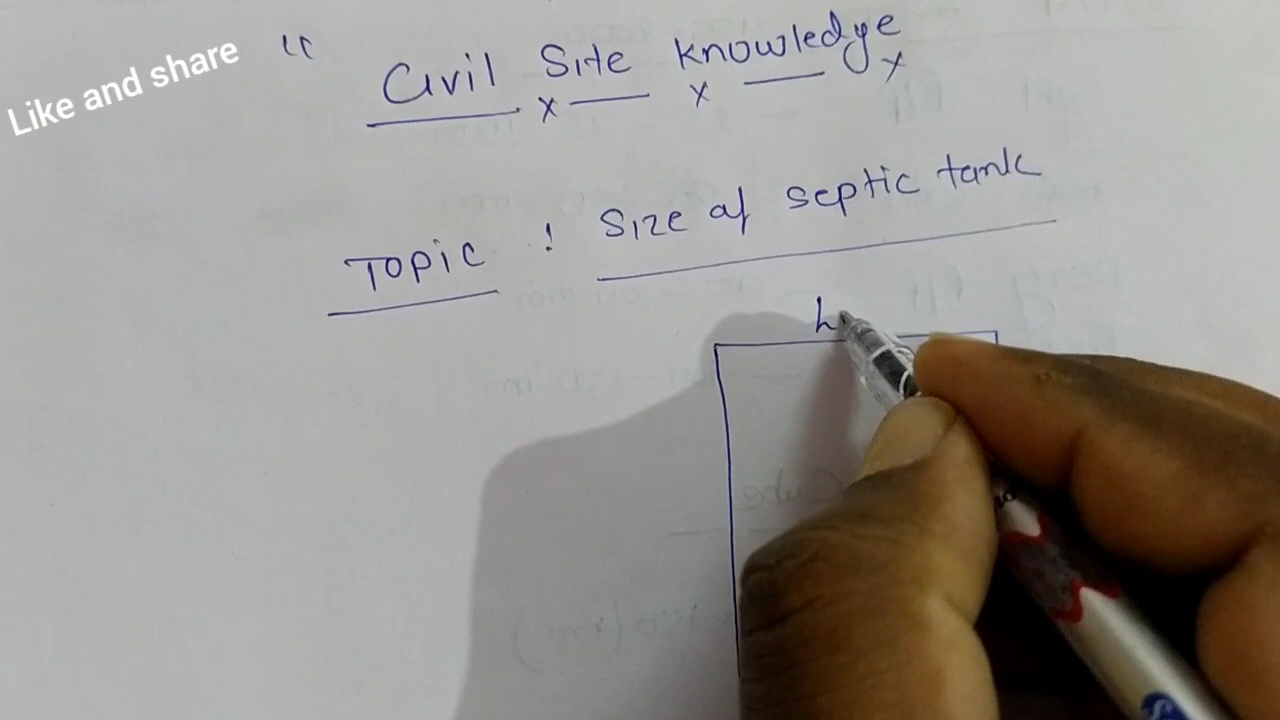 Like and share
" Civil Site knowledge
Topic : Size of septic tank